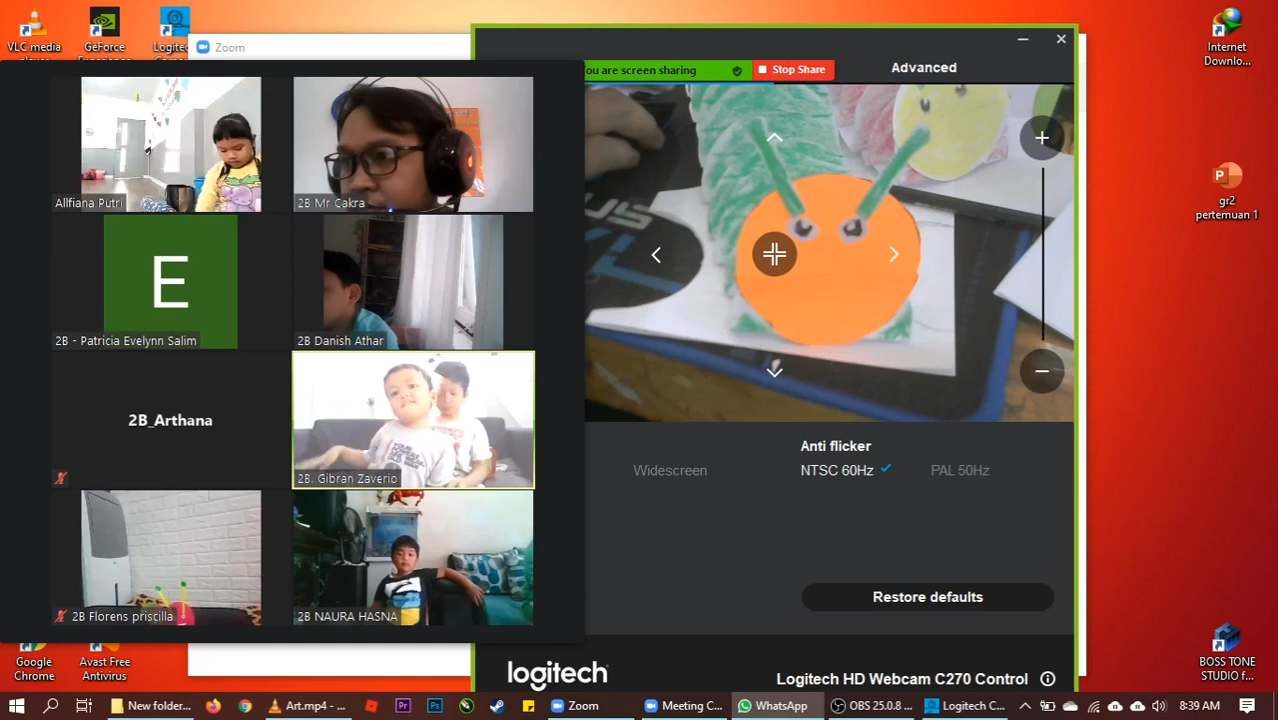 VLC media
GeForce
Logitech
Zoom
You are screen sharing
Stop Share
Advanced
Internet
Downlo...
Allfiana Putri
2B Mr Cakra
gr2
pertemuan 1
E
2B - Patricia Evelynn Salim
2B Danish Athar
2B_Arthana
2B. Gibran Zaverio
Anti flicker
Widescreen
NTSC 60Hz
PAL 50Hz
2B Florens priscilla
2B NAURA HASNA
Restore defaults
Google
Chrome
Avast Free
Antivirus
logitech
Logitech HD Webcam C270 Control
BOSS TONE
STUDIO f...
New folder...
Art.mp4 - ...
Pr
Ps
Zoom
Meeting C...
WhatsApp
OBS 25.0.8 ...
Logitech C...
8:39 AM